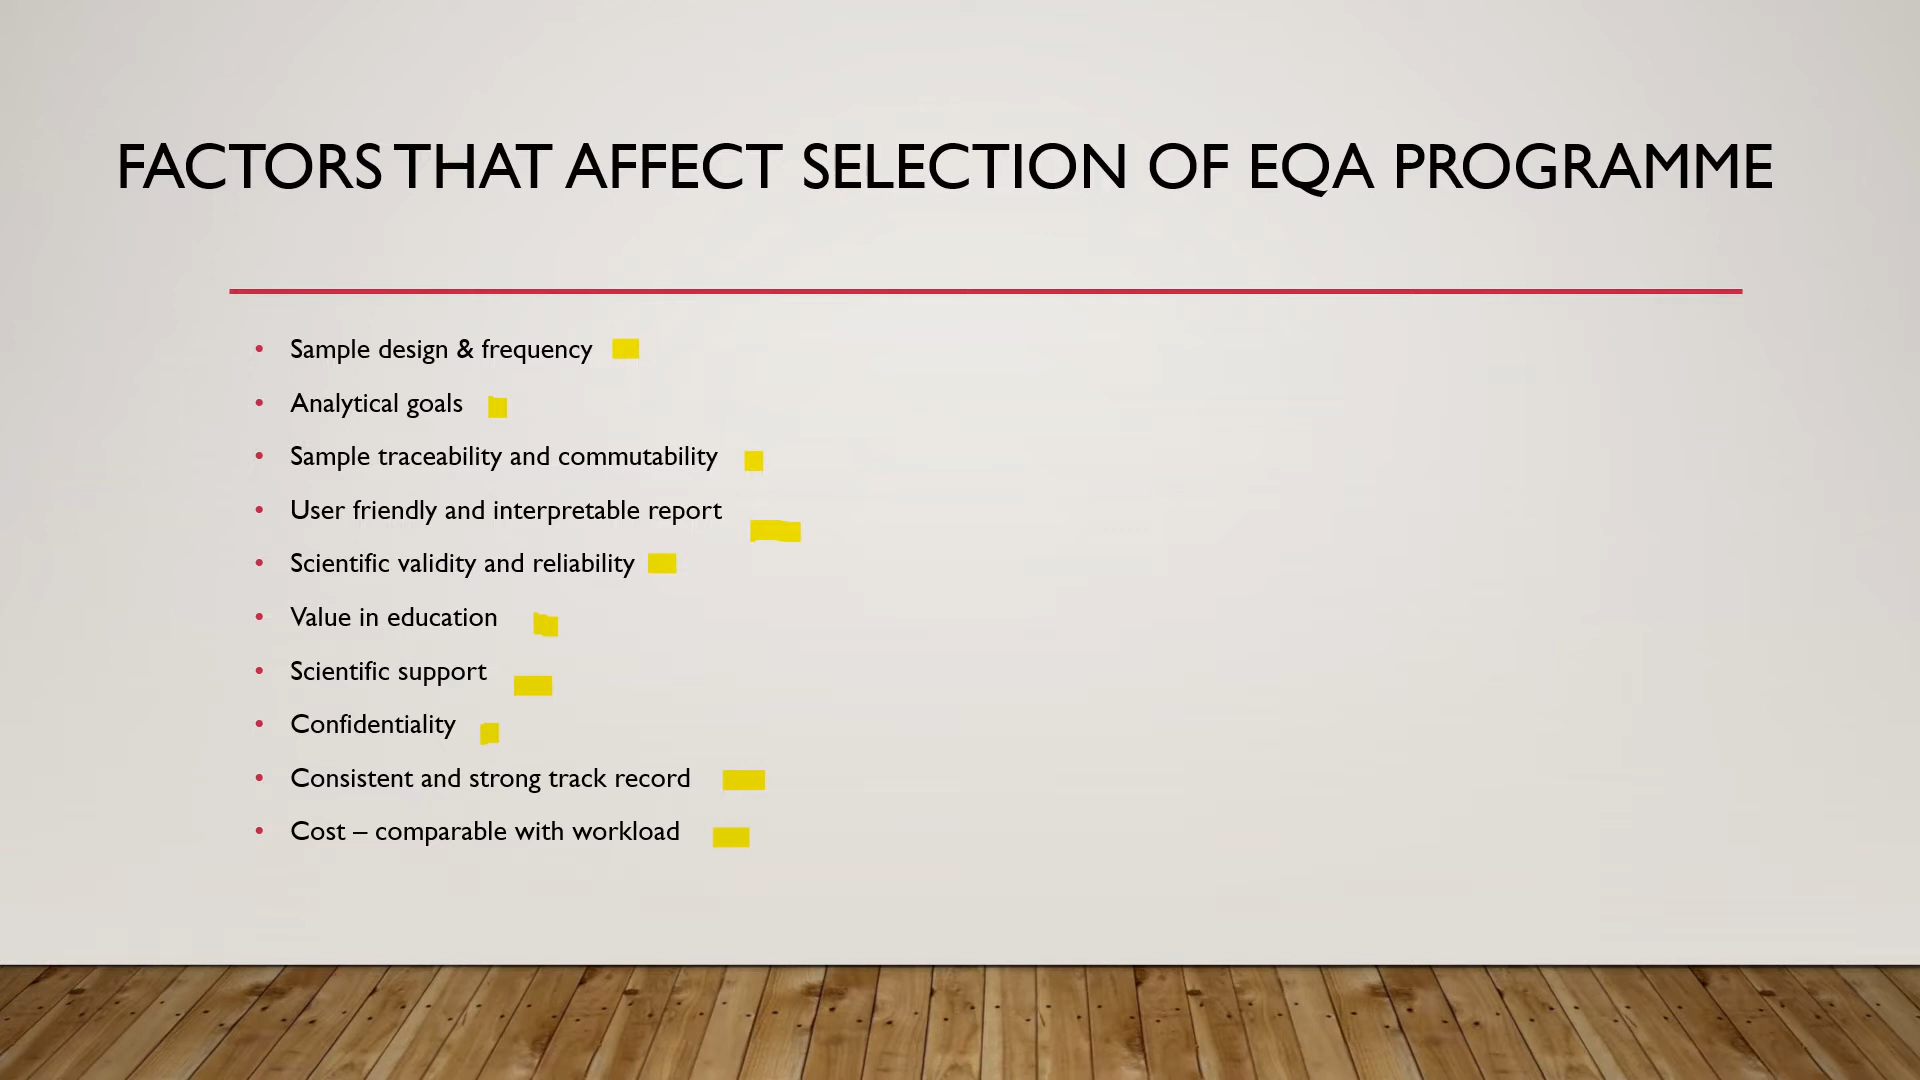 FACTORS THAT AFFECT SELECTION OF EQA PROGRAMME
• Sample design & frequency
• Analytical goals
• Sample traceability and commutability
• User friendly and interpretable report
• Scientific validity and reliability
• Value in education
• Scientific support
• Confidentiality
• Consistent and strong track record
• Cost – comparable with workload